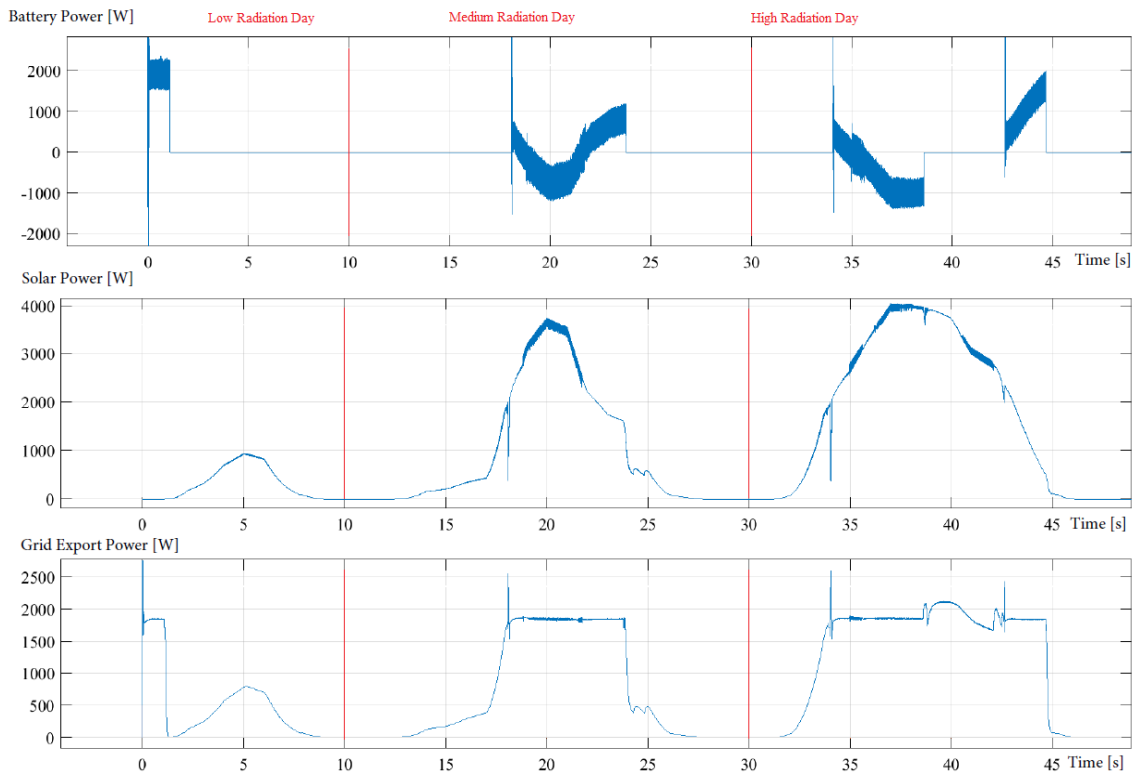 Battery Power [W] Low Radiation Day Medium Radiation Day High Radiation Day
2000
1000
0
-1000
-2000
0 5 10 15 20 25 30 35 40 45 Time [s]
Solar Power [W]
4000
3000
2000
1000
0
0 5 10 15 20 25 30 35 40 45 Time [s]
Grid Export Power [W]
2500
2000
1500
1000
500
0
0 5 10 15 20 25 30 35 40 45 Time [s]